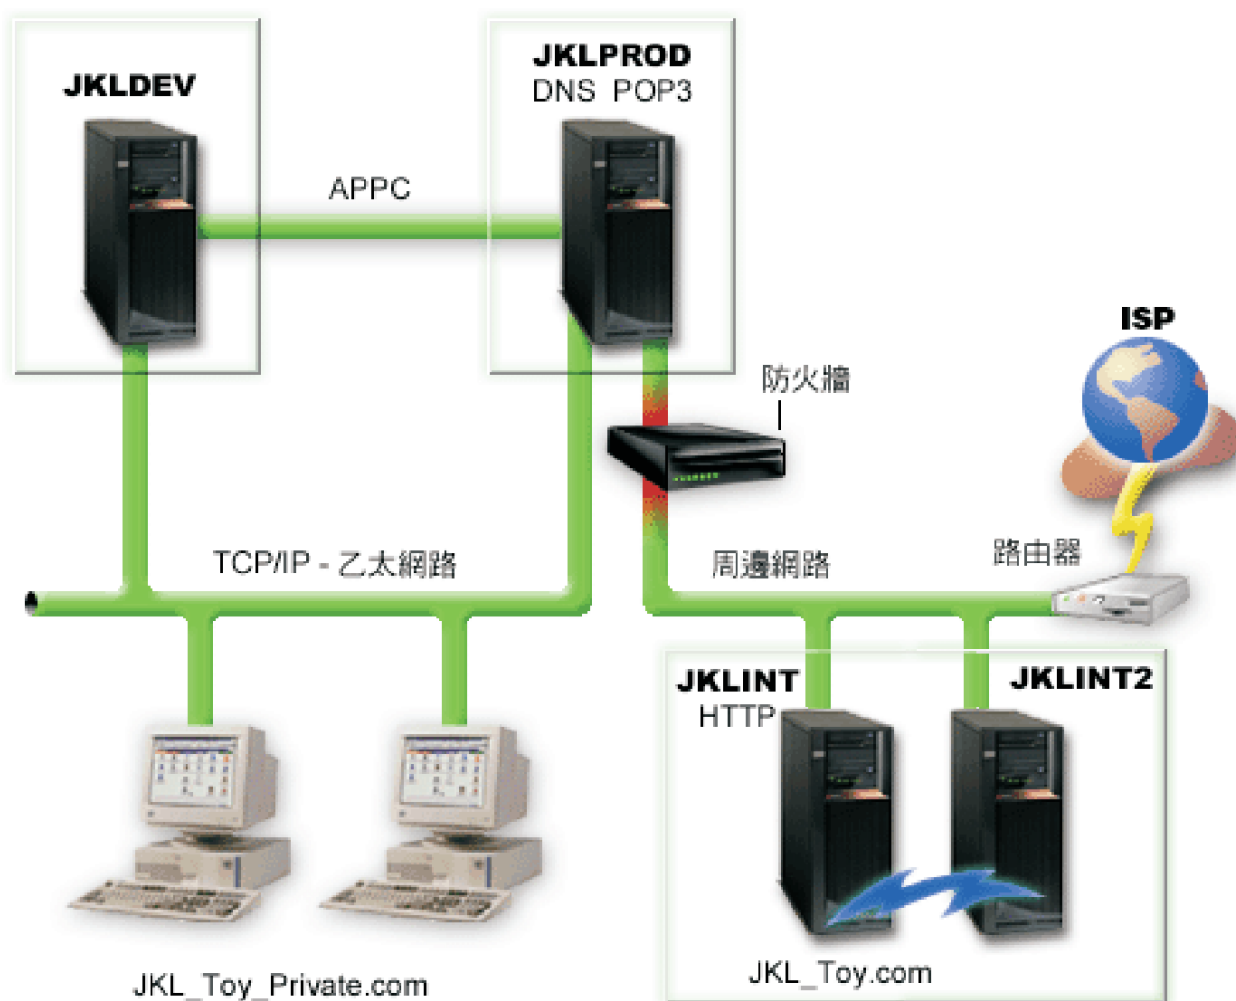 JKLDEV
JKLPROD
DNS POP3
APPC
ISP
防火牆
TCP/IP - 乙太網路
周邊網路
路由器
JKLINT
HTTP
JKLINT2
JKL_Toy.com
JKL_Toy_Private.com